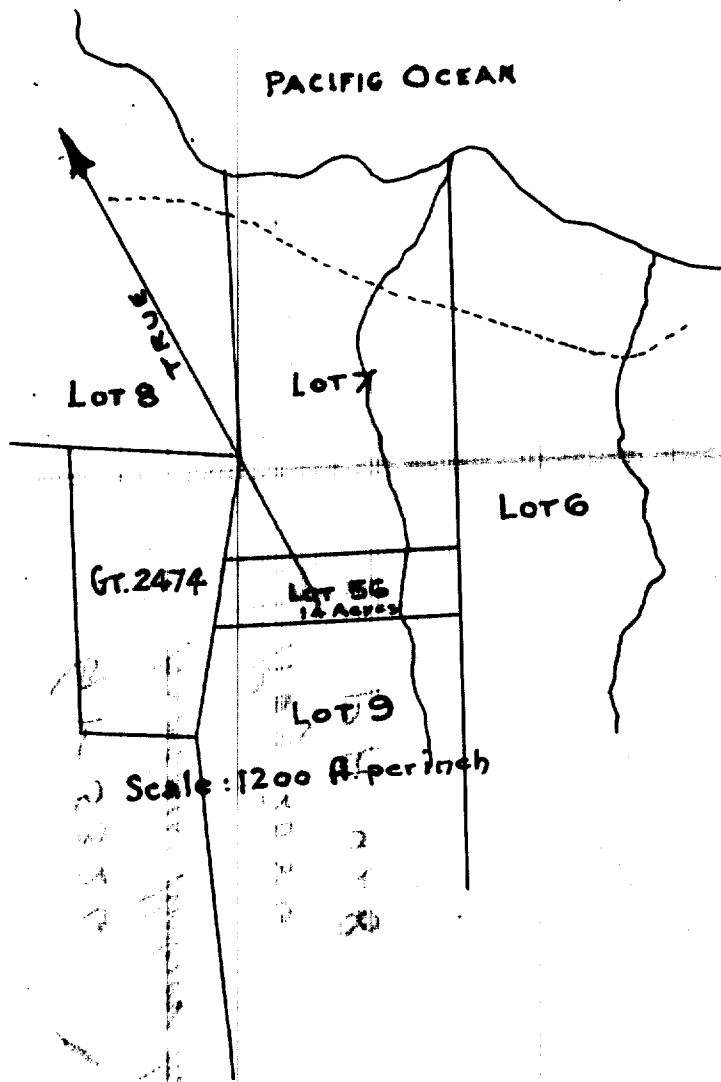 PACIFIC OCEAN
TRUE
LOT 8
LOT 7
LOT 6
GT. 2474
LOT 56
14 Acres
LOT 9
Scale : 1200 ft. per inch